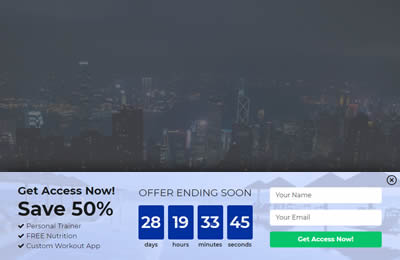 Get Access Now!
Save 50%
Personal Trainer
FREE Nutrition
Custom Workout App
OFFER ENDING SOON
28 19 33 45
days hours minutes seconds
Your Name
Your Email
Get Access Now!